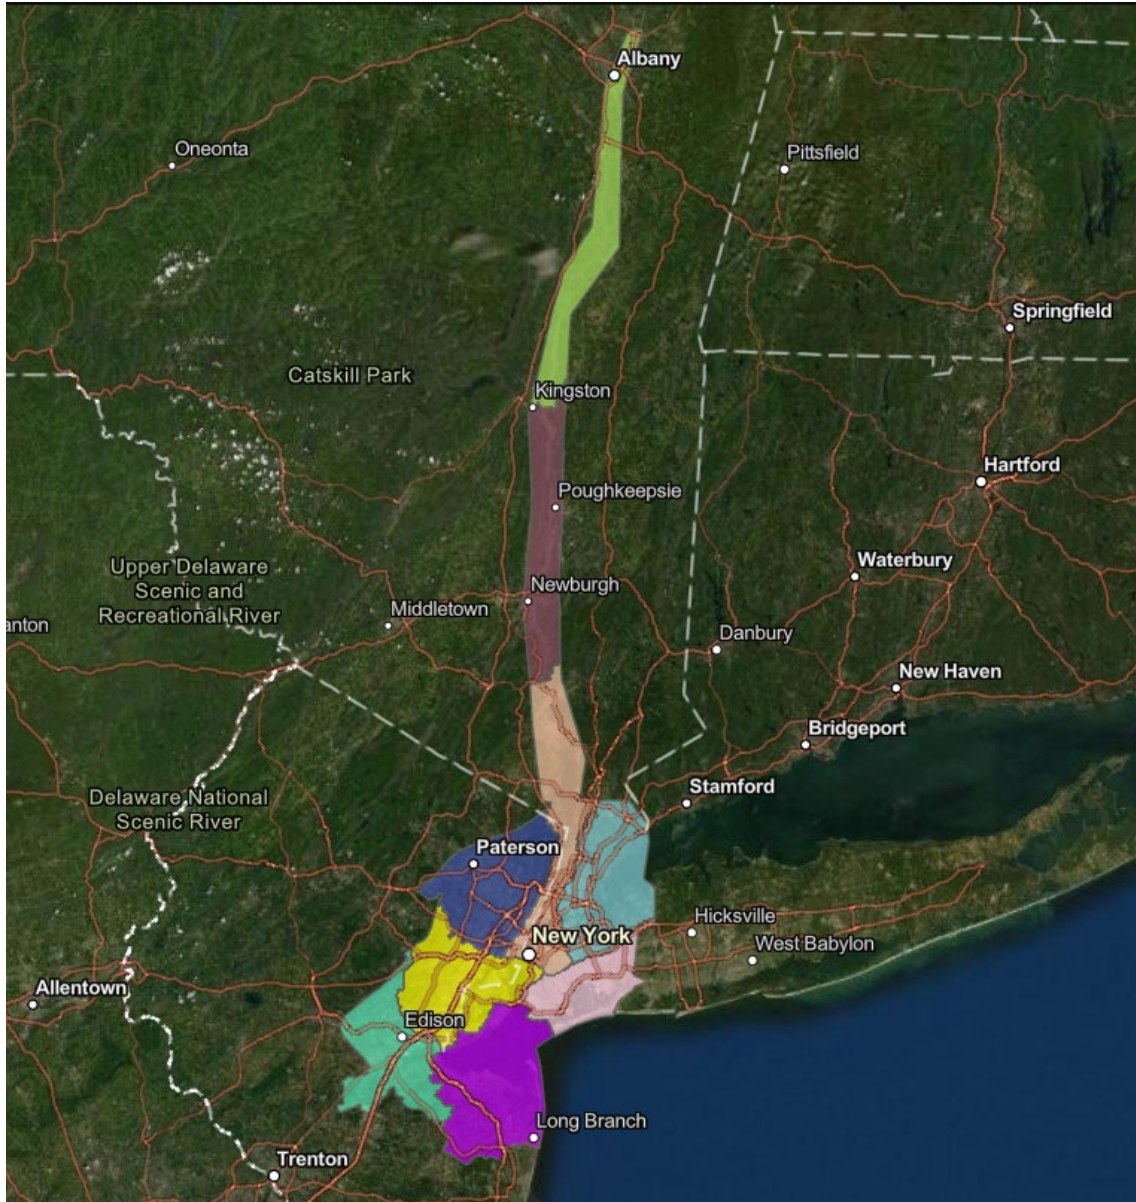 Albany
Oneonta
Pittsfield
Springfield
Catskill Park
Kingston
Hartford
Poughkeepsie
Upper Delaware
Scenic and
Recreational River
Waterbury
Newburgh
Middletown
anton
Danbury
New Haven
Bridgeport
Stamford
Delaware National
Scenic River
Paterson
Hicksville
New York
West Babylon
Allentown
Edison
Long Branch
Trenton